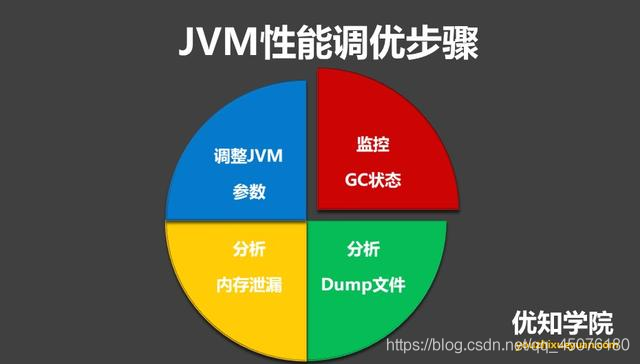 JVM性能调优步骤
调整JVM
参数
监控
GC状态
分析
内存泄漏
分析
Dump文件
优知学院
https://blog.csdn.net/qq_45076180